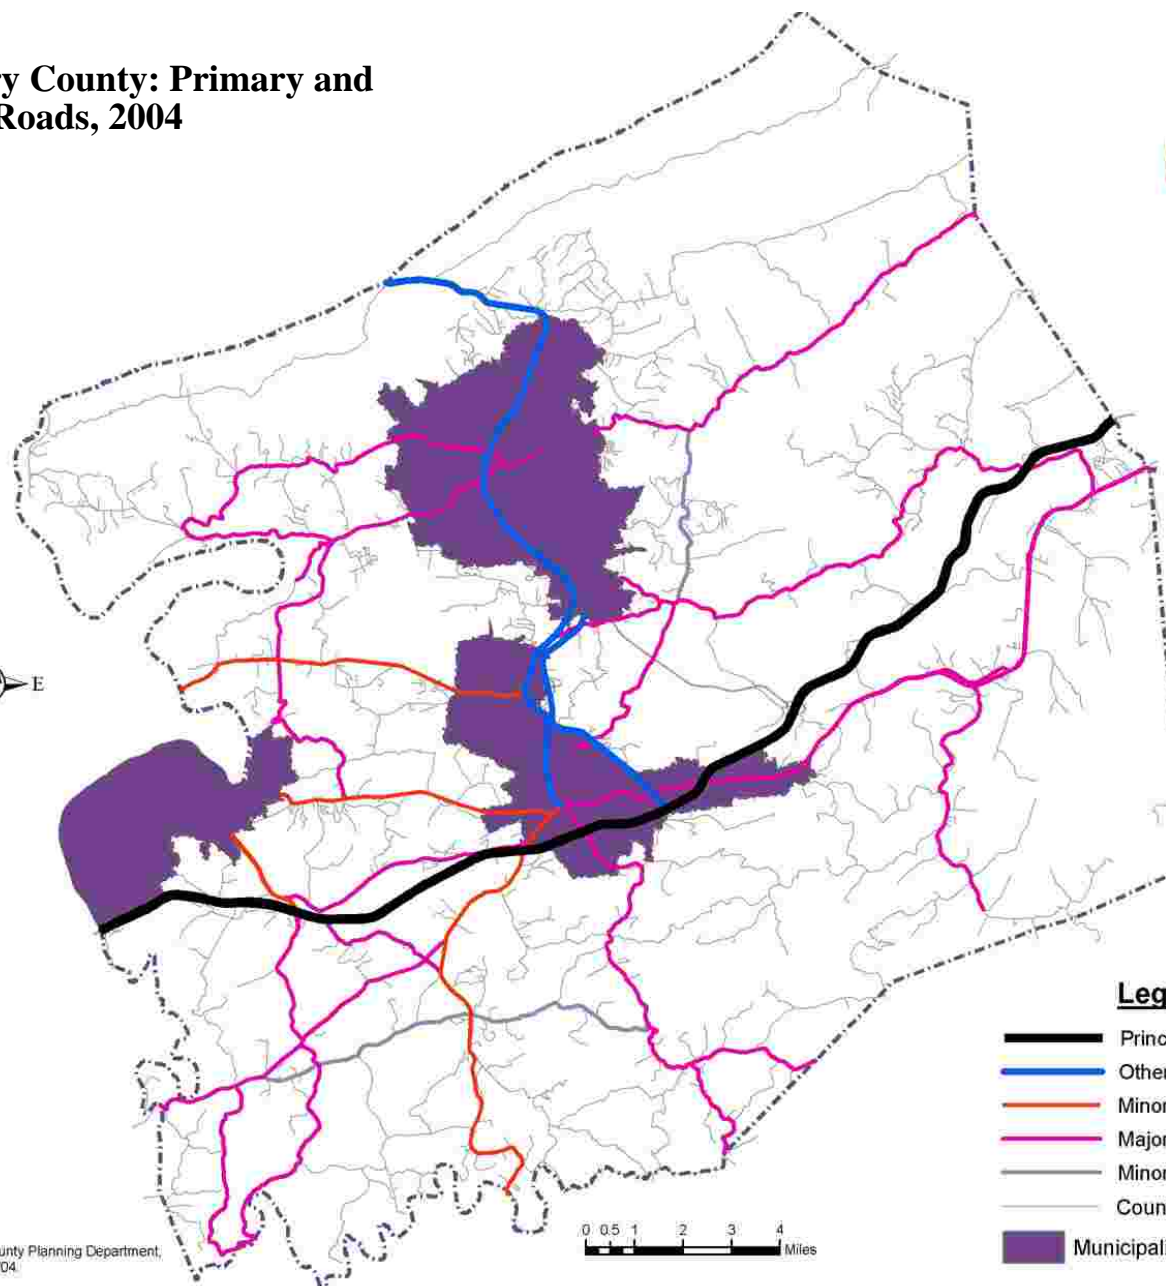 ry County: Primary and
Roads, 2004
E
Leg
Princ
Other
Minor
Major
Minor
Coun
Municipali
0 0.5 1 2 3 4
Miles
unty Planning Department,
/04